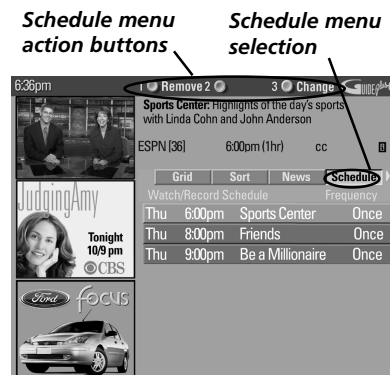 Schedule menu
action buttons
Schedule menu
selection
6:36pm
1 Remove 2
3 Change
GUIDE
Sports Center: Highlights of the day's sports
with Linda Cohn and John Anderson
ESPN [36] 6:00pm (1hr) cc
Grid Sort News Schedule
Watch/Record Schedule Frequency
Thu 6:00pm Sports Center Once
Thu 8:00pm Friends Once
Thu 9:00pm Be a Millionaire Once
JudgingAmy
Tonight
10/9 pm
CBS
Ford focus